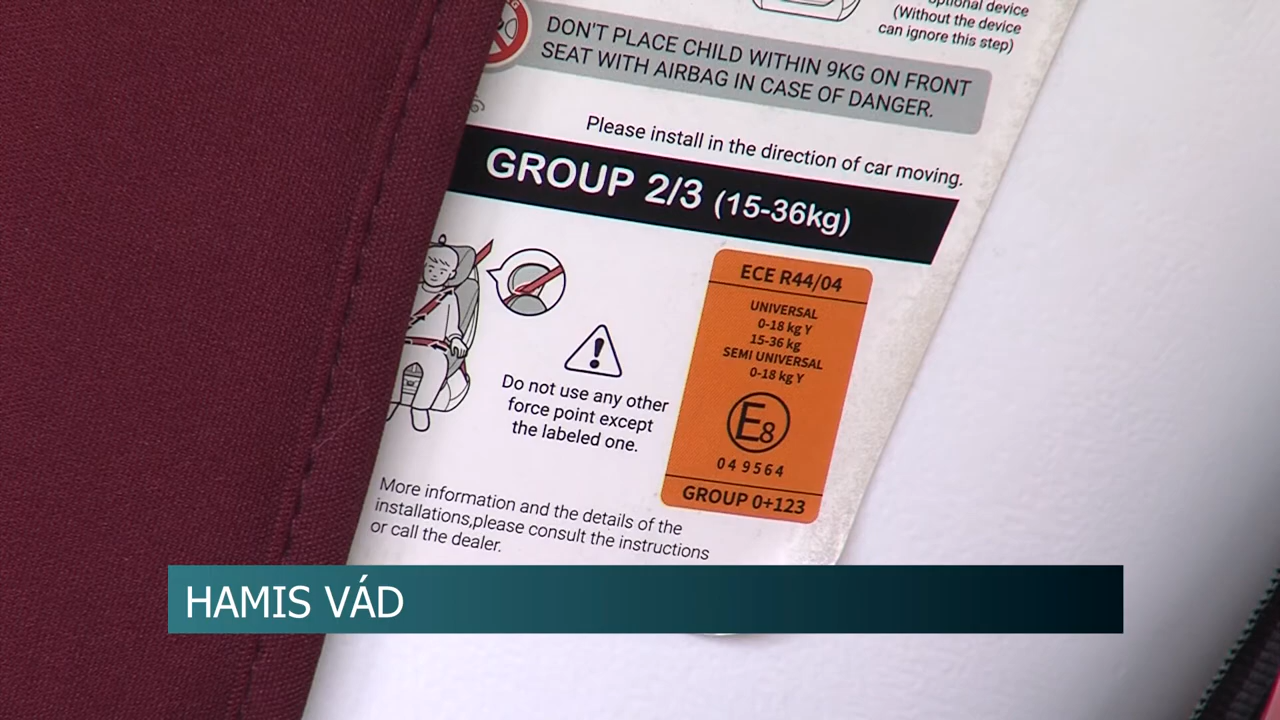 optional device
(Without the device
can ignore this step)
DON'T PLACE CHILD WITHIN 9KG ON FRONT
SEAT WITH AIRBAG IN CASE OF DANGER.
Please install in the direction of car moving.
GROUP 2/3 (15-36kg)
ECE R44/04
UNIVERSAL
0-18 kg Y
15-36 kg
SEMI UNIVERSAL
0-18 kg Y
E8
049564
GROUP 0+123
Do not use any other
force point except
the labeled one.
More information and the details of the
installations,please consult the instructions
or call the dealer.
HAMIS VÁD